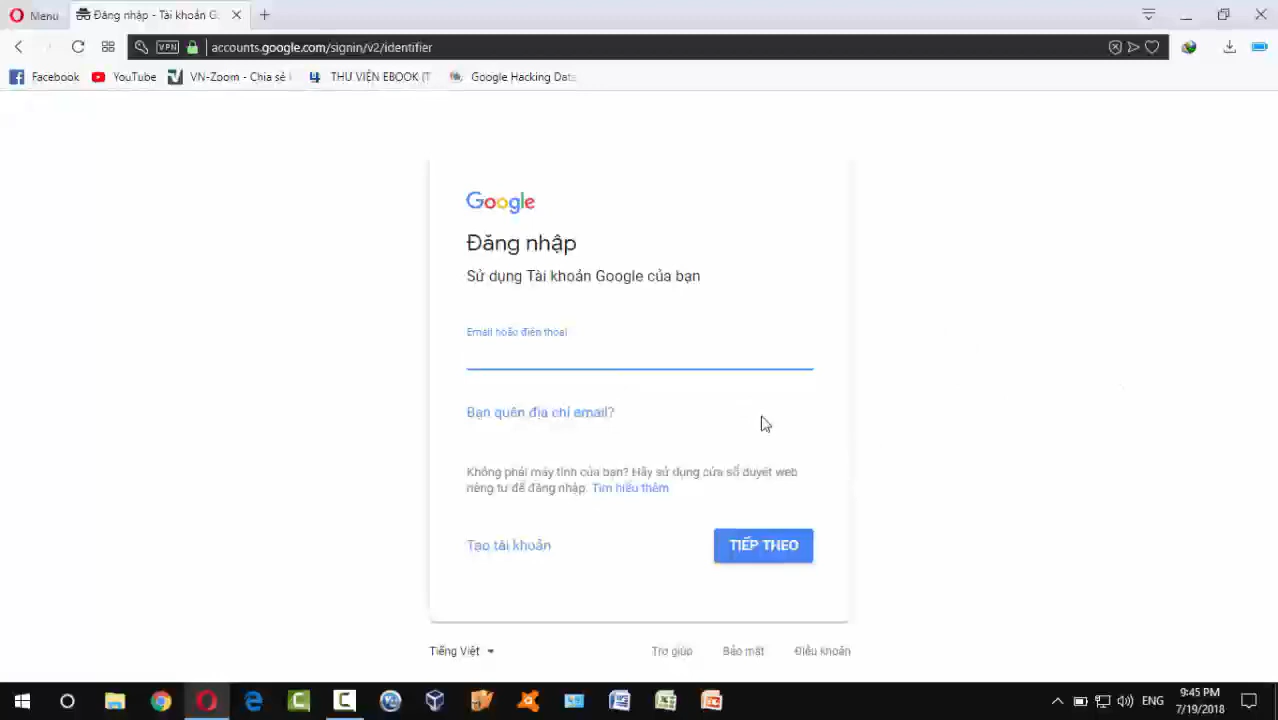 Menu
Đăng nhập - Tài khoản G
VPN
accounts.google.com/signin/v2/identifier
Facebook
YouTube
VN-Zoom - Chia sẻ
THƯ VIỆN EBOOK (T
Google Hacking Data
Google
Đăng nhập
Sử dụng Tài khoản Google của bạn
Email hoặc điện thoại
Bạn quên địa chỉ email?
Không phải máy tính của bạn? Hãy sử dụng cửa sổ duyệt web
riêng tư để đăng nhập. Tìm hiểu thêm
Tạo tài khoản
TIẾP THEO
Tiếng Việt
Trợ giúp
Bảo mật
Điều khoản
ENG
9:45 PM
7/19/2018